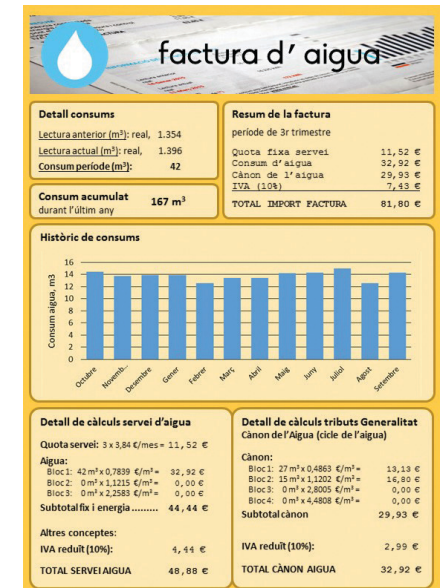 factura d' aigua
Detall consums
Lectura anterior (m³): real, 1.354
Lectura actual (m³): real, 1.396
Consum període (m³): 42
Consum acumulat
durant l'últim any
167 m³
Resum de la factura
període de 3r trimestre
Quota fixa servei 11,52 €
Consum d'aigua 32,92 €
Cànon de l'aigua 29,93 €
IVA (10%) 7,43 €
TOTAL IMPORT FACTURA 81,80 €
Històric de consums
Consum aigua, m3
16
14
12
10
8
6
4
2
0
Octubre Novemb... Desembre Gener Febrer Març Abril Maig Juny Juliol Agost Setembre
Detall de càlculs servei d'aigua
Quota servei: 3 x 3,84 €/mes = 11,52 €
Aigua:
Bloc 1: 42 m³ x 0,7839 €/m³ = 32,92 €
Bloc 2: 0 m³ x 1,1215 €/m³ = 0,00 €
Bloc 3: 0 m³ x 2,2583 €/m³ = 0,00 €
Subtotal fix i energia ......... 44,44 €
Altres conceptes:
IVA reduït (10%): 4,44 €
TOTAL SERVEI AIGUA 48,88 €
Detall de càlculs tributs Generalitat
Cànon de l'Aigua (cicle de l'aigua)
Cànon:
Bloc 1: 27 m³ x 0,4863 €/m³ = 13,13 €
Bloc 2: 15 m³ x 1,1202 €/m³ = 16,80 €
Bloc 3: 0 m³ x 2,8005 €/m³ = 0,00 €
Bloc 4: 0 m³ x 4,4808 €/m³ = 0,00 €
Subtotal cànon 29,93 €
IVA reduït (10%): 2,99 €
TOTAL CÀNON AIGUA 32,92 €